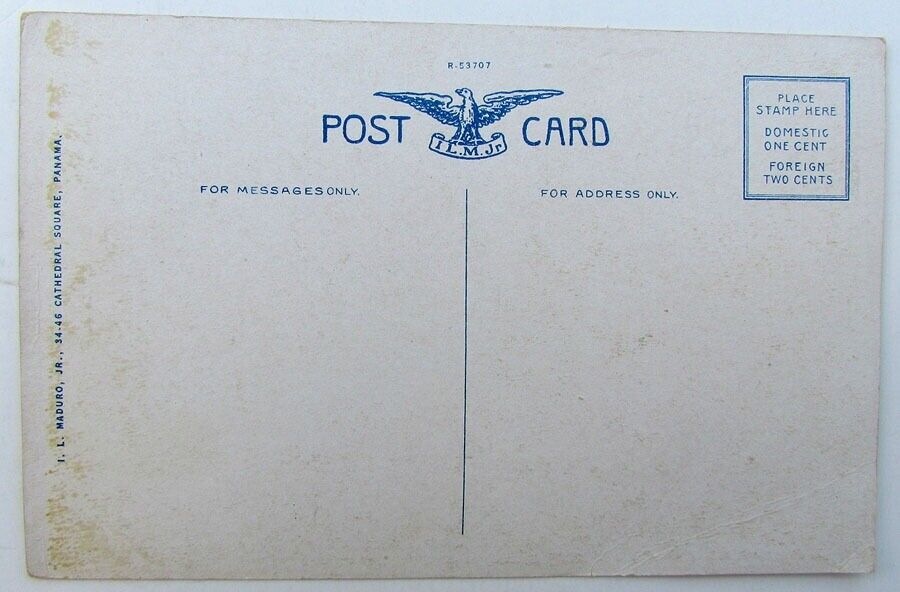 R-53707
POST CARD
I.L.M.Jr
PLACE
STAMP HERE
DOMESTIC
ONE CENT
FOREIGN
TWO CENTS
FOR MESSAGES ONLY.
FOR ADDRESS ONLY.
I. L. MADURO, JR., 34-46 CATHEDRAL SQUARE, PANAMA.